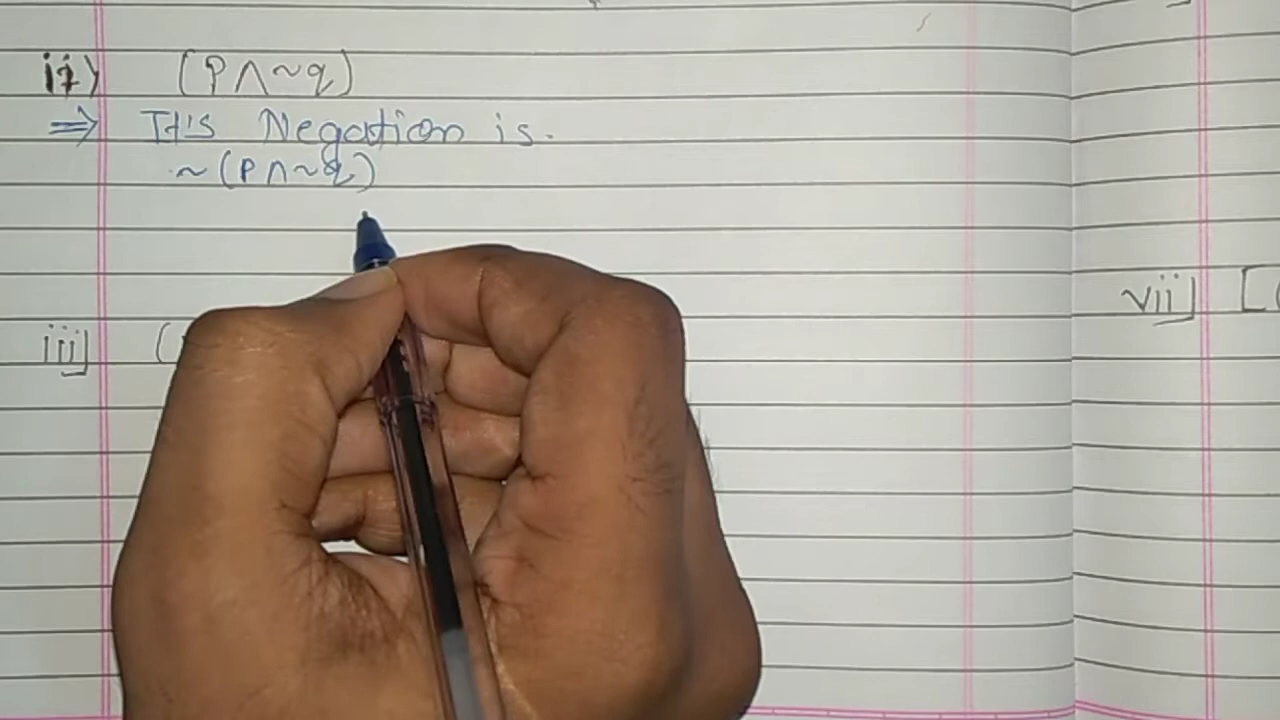 ii) (P∧~q)
⇒ It's Negation is.
~(P∧~q)
iii] (
vii] [(